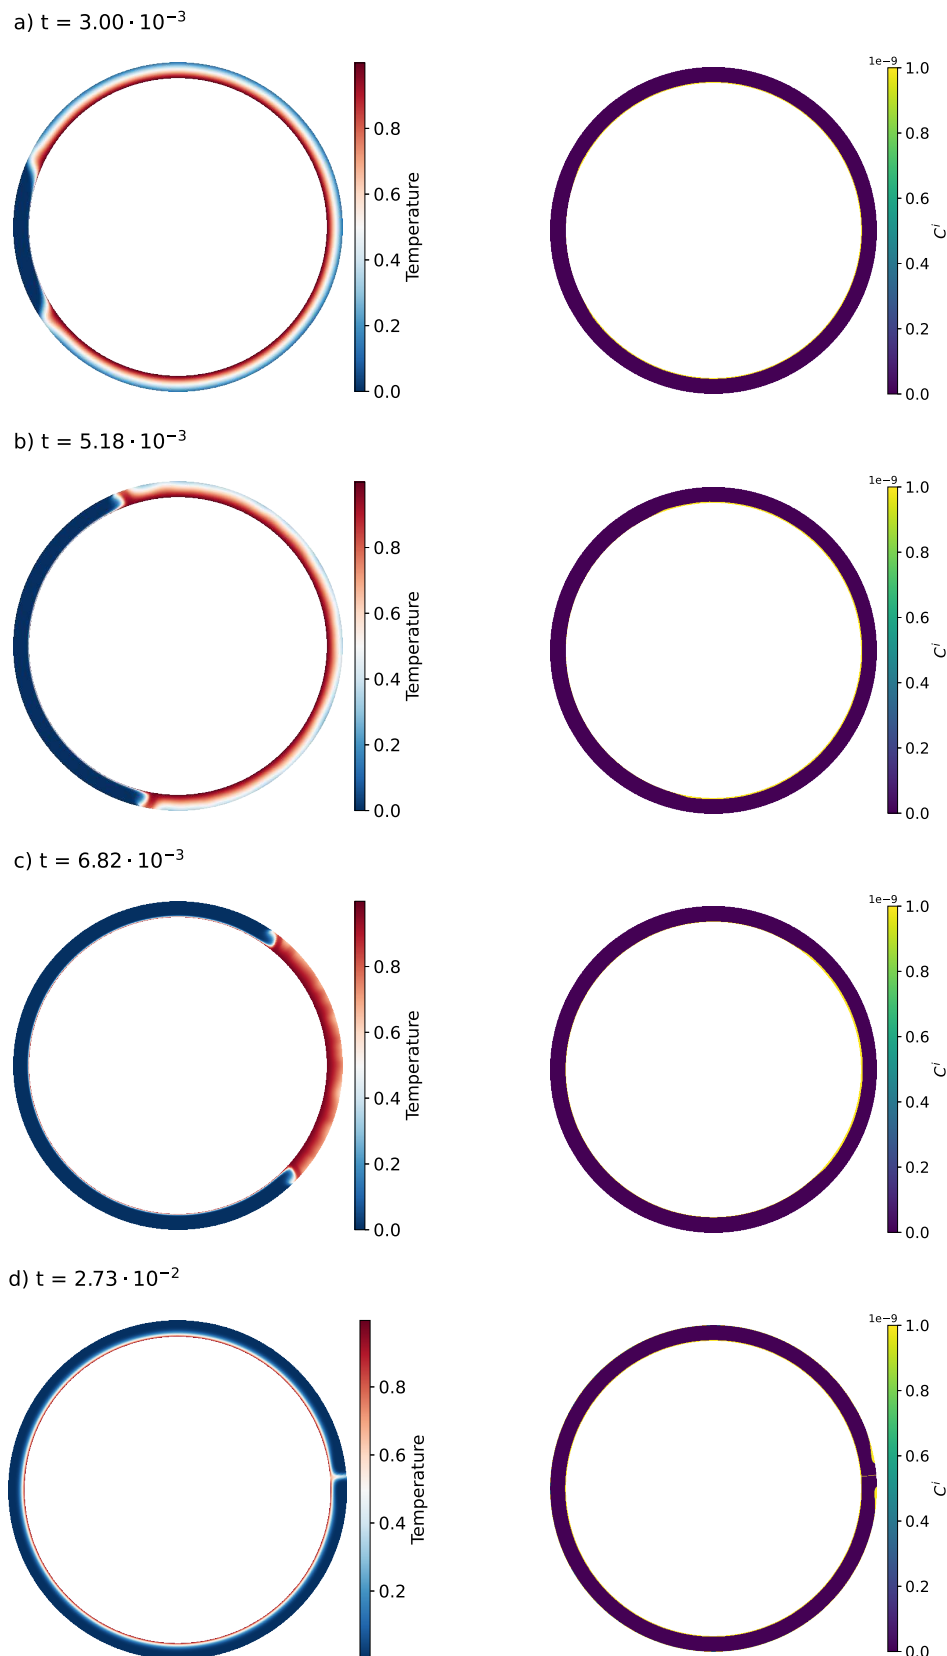 a) t = 3.00 · 10⁻³
0.8
0.6
0.4
0.2
0.0
Temperature
1e−9
1.0
0.8
0.6
0.4
0.2
0.0
Cⁱ
b) t = 5.18 · 10⁻³
0.8
0.6
0.4
0.2
0.0
Temperature
1e−9
1.0
0.8
0.6
0.4
0.2
0.0
Cⁱ
c) t = 6.82 · 10⁻³
0.8
0.6
0.4
0.2
0.0
Temperature
1e−9
1.0
0.8
0.6
0.4
0.2
0.0
Cⁱ
d) t = 2.73 · 10⁻²
0.8
0.6
0.4
0.2
Temperature
1e−9
1.0
0.8
0.6
0.4
0.2
0.0
Cⁱ